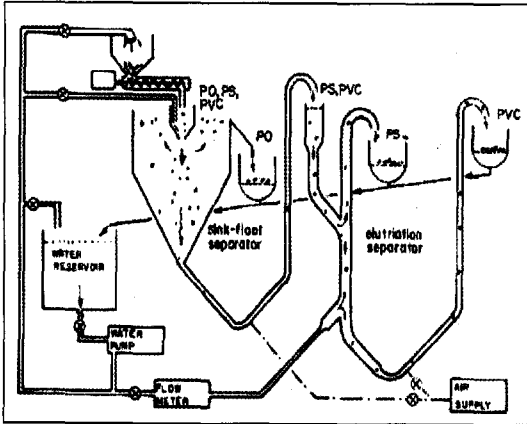 PO, PS,
PVC
PS, PVC
PO
PS
PVC
sink-float
separator
elutriation
separator
WATER
RESERVOIR
WATER
PUMP
FLOW
METER
AIR
SUPPLY